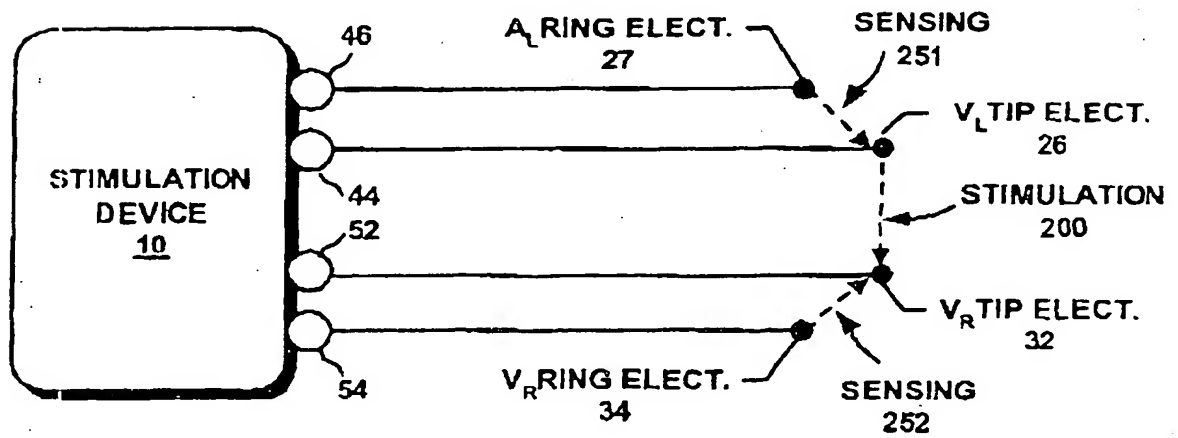 46
A_L RING ELECT.
27
SENSING
251
V_L TIP ELECT.
26
STIMULATION
DEVICE
10
44
STIMULATION
200
52
V_R TIP ELECT.
32
54
V_R RING ELECT.
34
SENSING
252